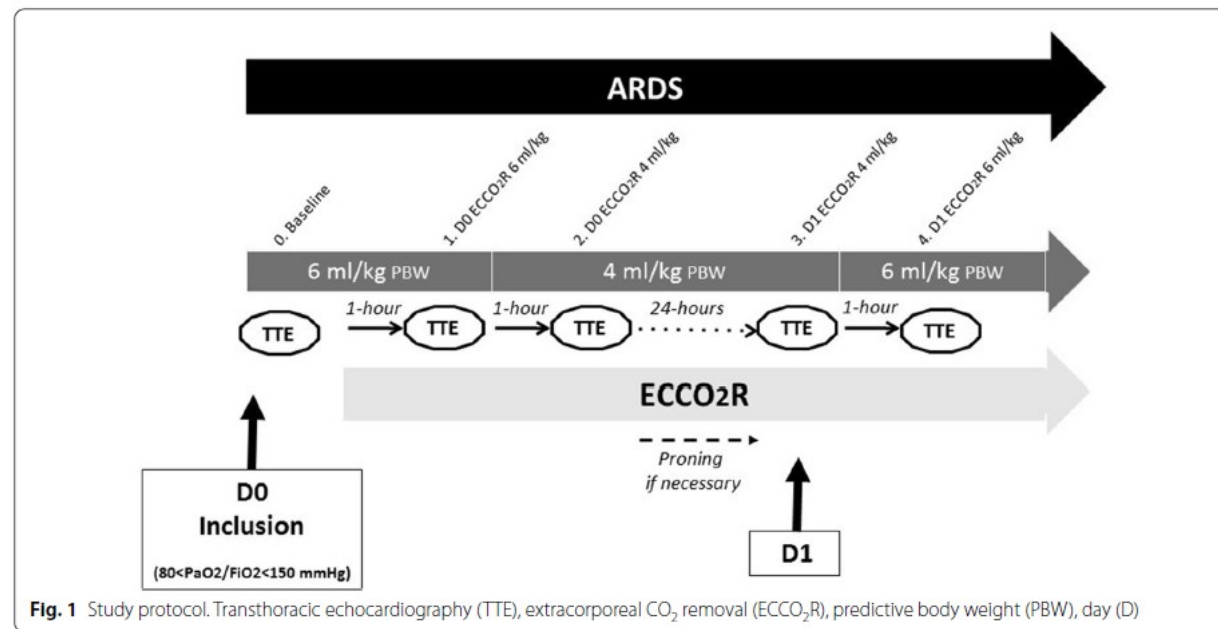 ARDS
0. Baseline
1. D0 ECCO2R 6 ml/kg
2. D0 ECCO2R 4 ml/kg
3. D1 ECCO2R 4 ml/kg
4. D1 ECCO2R 6 ml/kg
6 ml/kg PBW
4 ml/kg PBW
6 ml/kg PBW
TTE
1-hour
TTE
1-hour
TTE
24-hours
TTE
1-hour
TTE
ECCO2R
Proning
if necessary
D0
Inclusion
(80<PaO2/FiO2<150 mmHg)
D1
Fig. 1 Study protocol. Transthoracic echocardiography (TTE), extracorporeal CO₂ removal (ECCO₂R), predictive body weight (PBW), day (D)